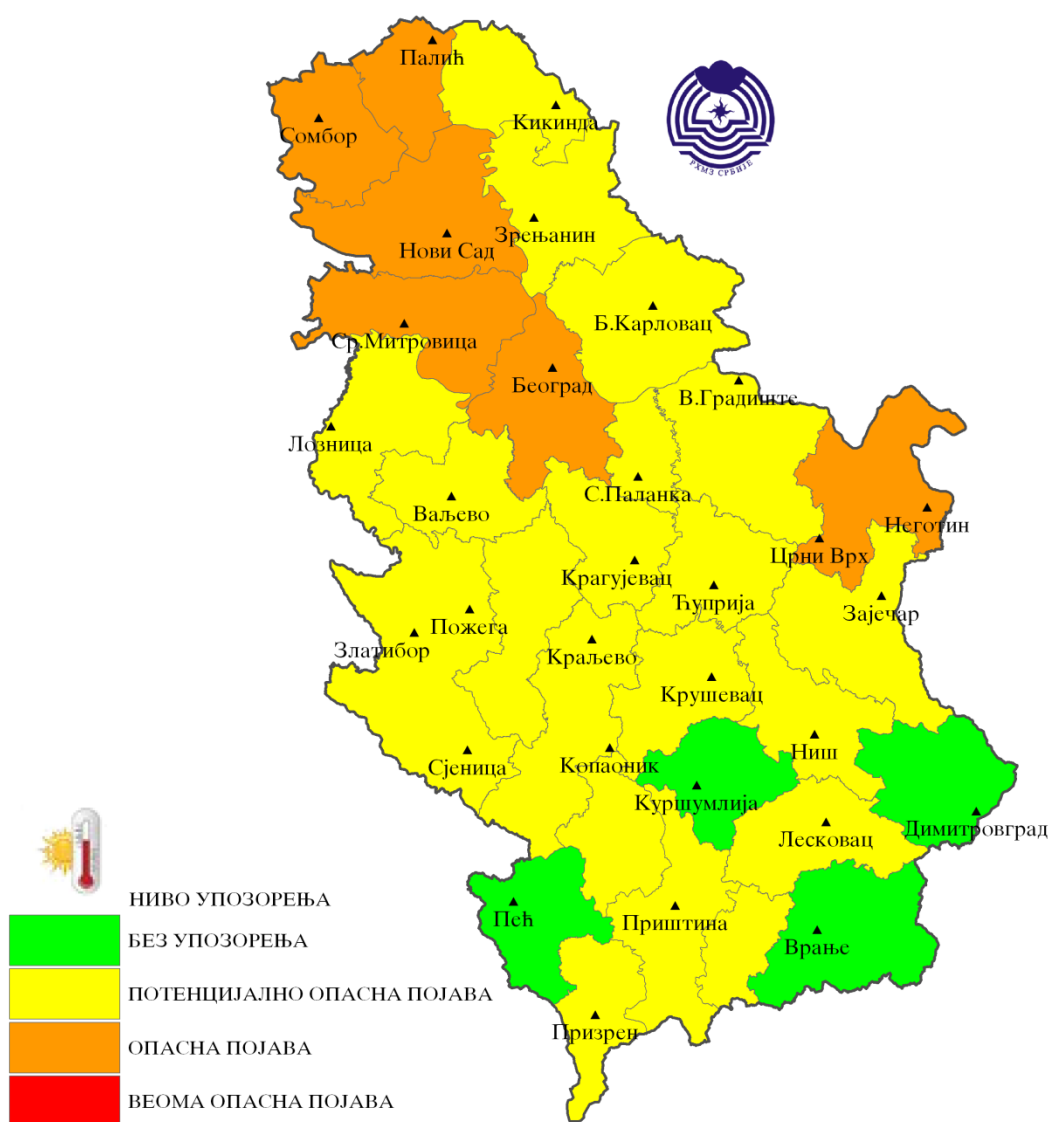 Палић
Сомбор
Кикинда
РХМЗ СРБИЈЕ
Зрењанин
Нови Сад
Б.Карловац
Ср.Митровица
Београд
В.Градиште
Лозница
С.Паланка
Ваљево
Неготин
Црни Врх
Крагујевац
Ћуприја
Зајечар
Пожега
Златибор
Краљево
Крушевац
Ниш
Сјеница
Копаоник
Куршумлија
Димитровград
Лесковац
НИВО УПОЗОРЕЊА
Пећ
Приштина
БЕЗ УПОЗОРЕЊА
Врање
ПОТЕНЦИЈАЛНО ОПАСНА ПОЈАВА
Призрен
ОПАСНА ПОЈАВА
ВЕОМА ОПАСНА ПОЈАВА